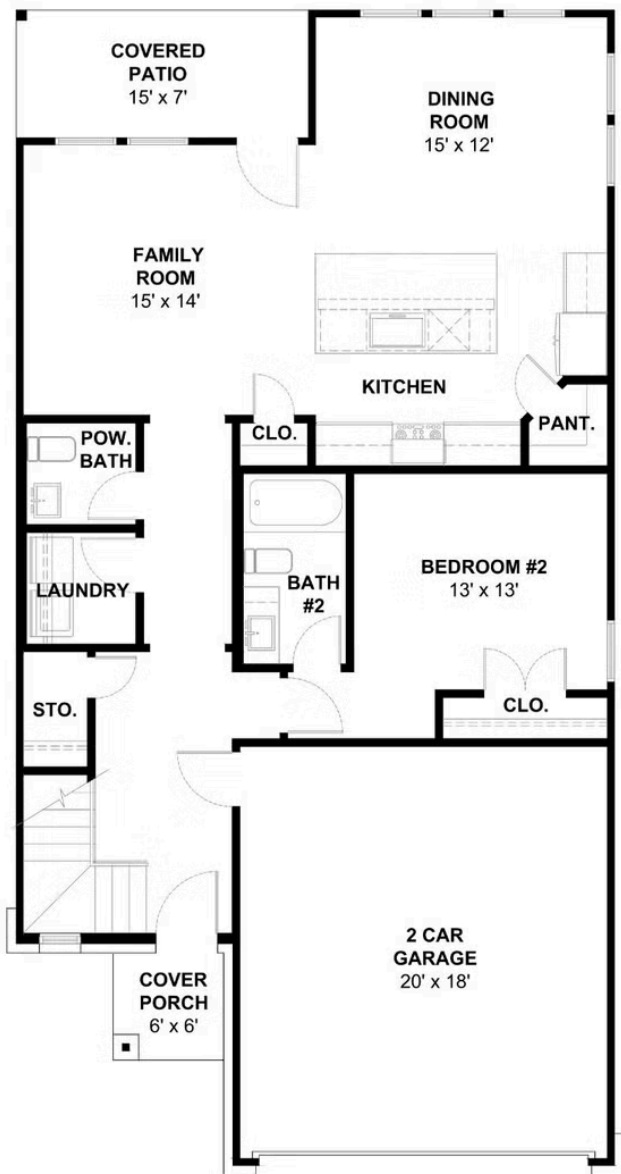 COVERED
PATIO
15' x 7'
DINING
ROOM
15' x 12'
FAMILY
ROOM
15' x 14'
KITCHEN
PANT.
CLO.
POW.
BATH
LAUNDRY
BATH
#2
BEDROOM #2
13' x 13'
CLO.
STO.
2 CAR
GARAGE
20' x 18'
COVER
PORCH
6' x 6'